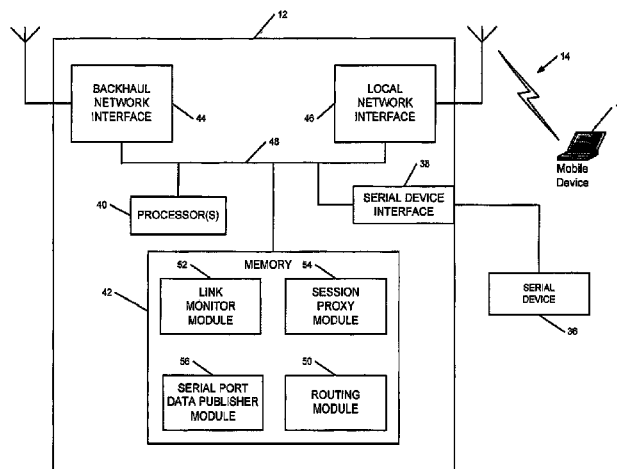 12
BACKHAUL
NETWORK
INTERFACE
44
LOCAL
NETWORK
INTERFACE
46
14
Mobile
Device
48
38
40
PROCESSOR(S)
SERIAL DEVICE
INTERFACE
MEMORY
42
52
LINK
MONITOR
MODULE
54
SESSION
PROXY
MODULE
SERIAL
DEVICE
36
56
SERIAL PORT
DATA PUBLISHER
MODULE
50
ROUTING
MODULE